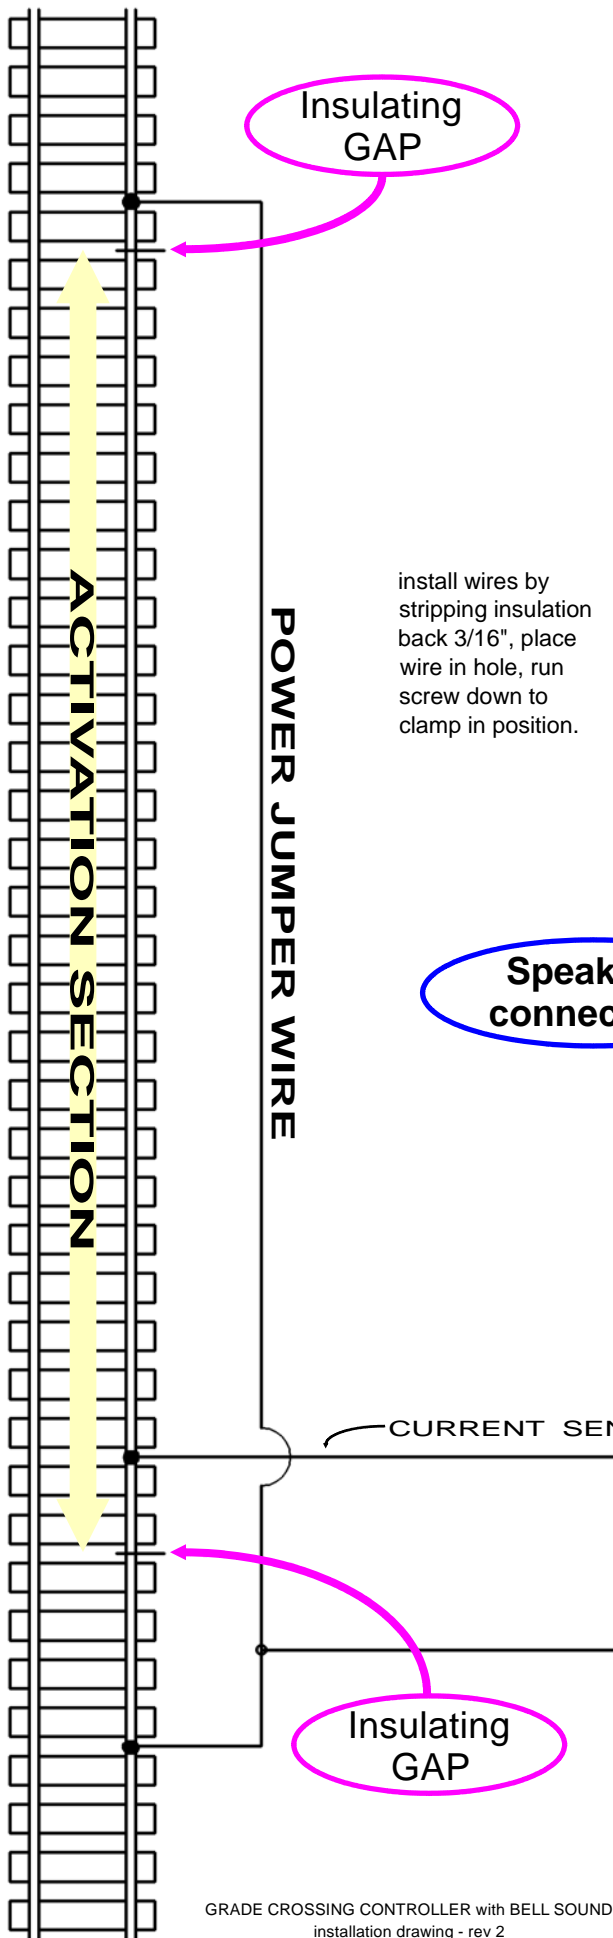 Insulating
GAP
install wires by
stripping insulation
back 3/16", place
wire in hole, run
screw down to
clamp in position.
ACTIVATION SECTION
POWER JUMPER WIRE
Speak
connec
CURRENT SEN
Insulating
GAP
GRADE CROSSING CONTROLLER with BELL SOUND
installation drawing - rev 2